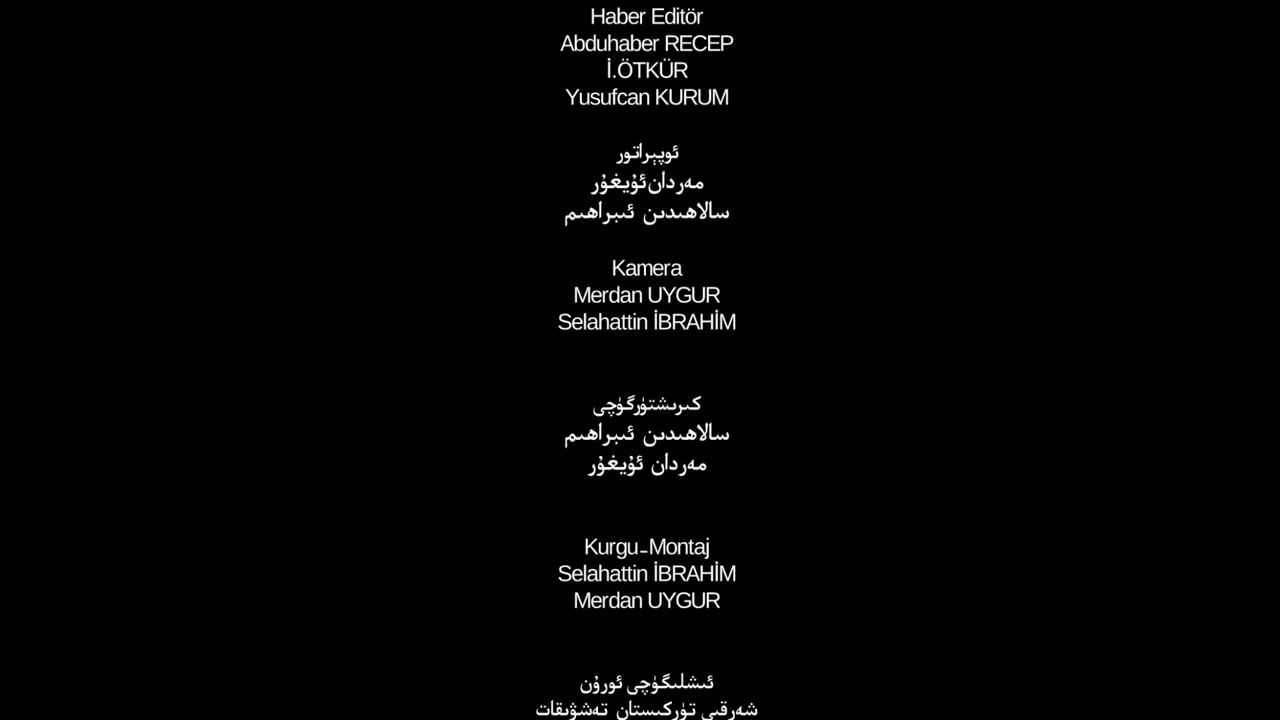 Haber Editör
Abduhaber RECEP
İ.ÖTKÜR
Yusufcan KURUM
ئوپېراتور
مەردان ئۇيغۇر
سالاھىدىن ئىبراھىم
Kamera
Merdan UYGUR
Selahattin İBRAHİM
كىرىشتۈرگۈچى
سالاھىدىن ئىبراھىم
مەردان ئۇيغۇر
Kurgu-Montaj
Selahattin İBRAHİM
Merdan UYGUR
ئىشلىگۈچى ئورۇن
شەرقىي تۈركىستان تەشۋىقات